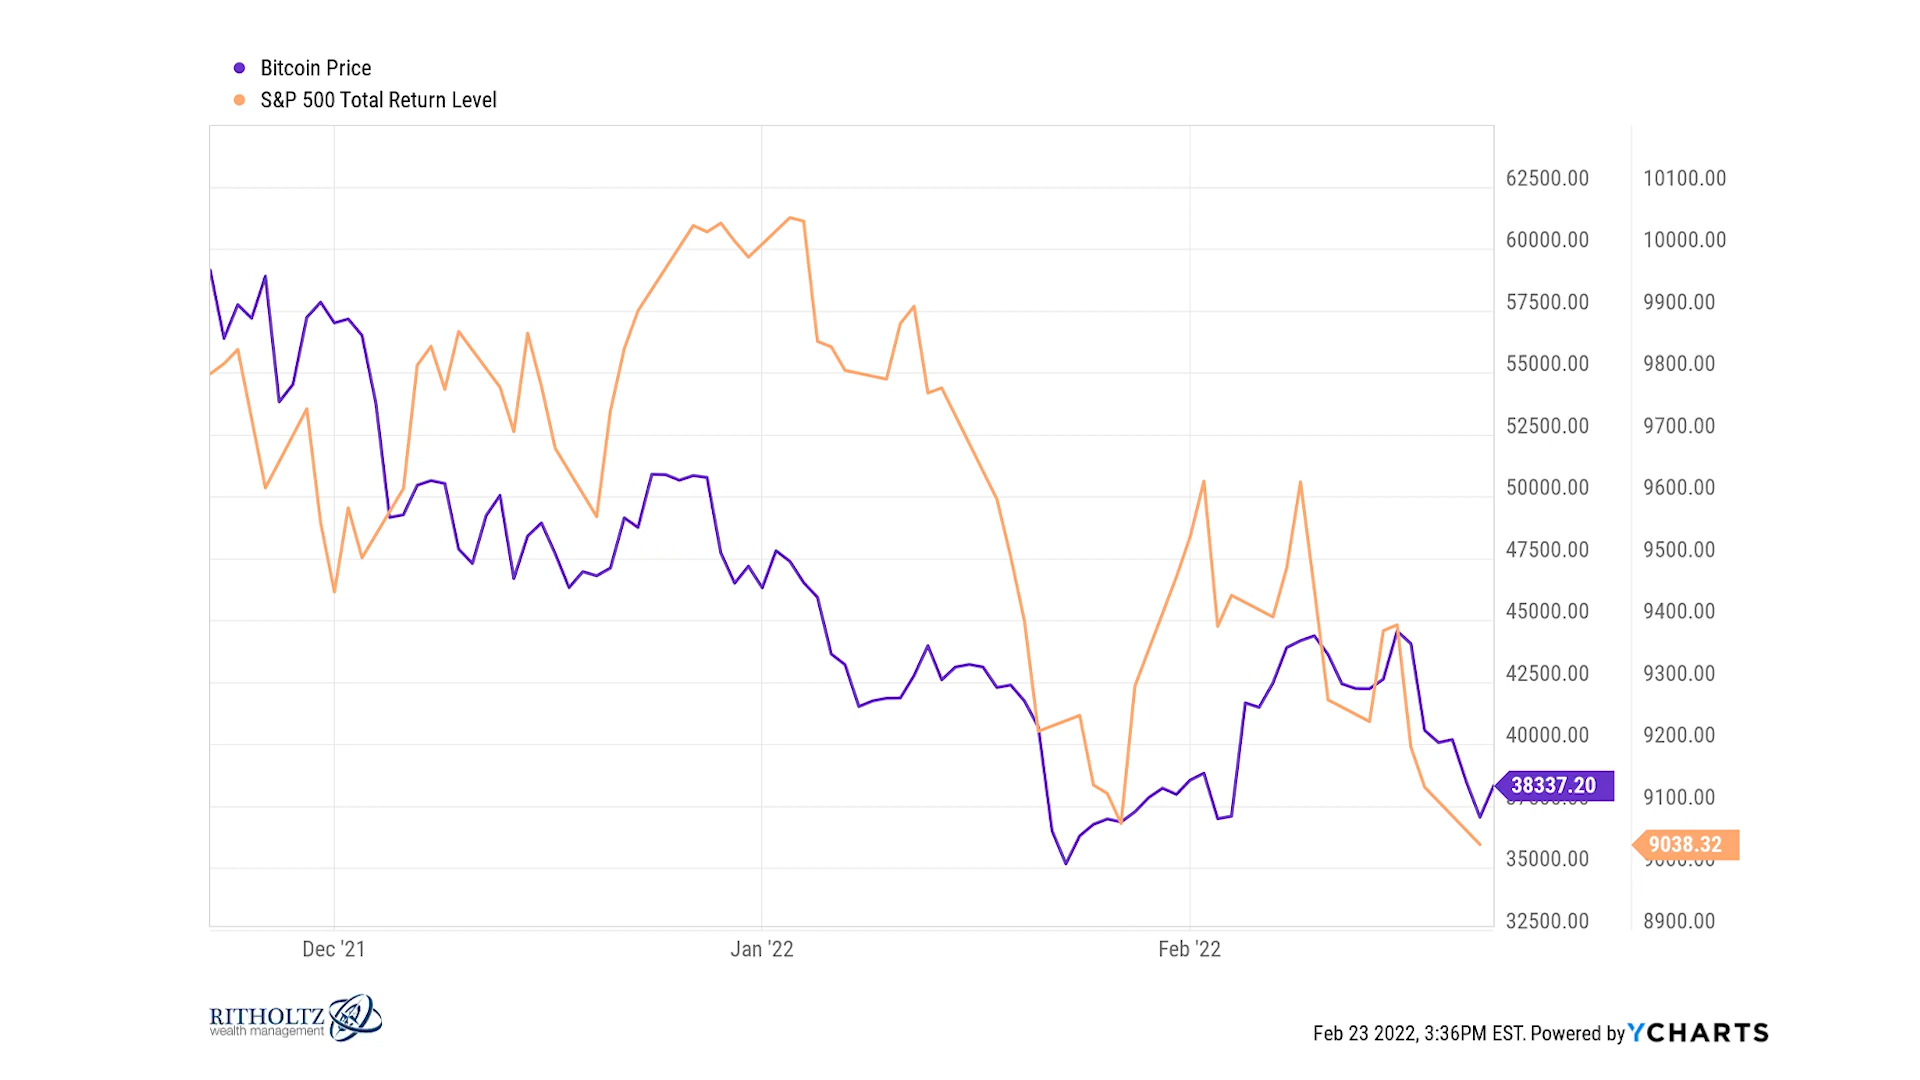 Bitcoin Price
S&P 500 Total Return Level
62500.00 10100.00
60000.00 10000.00
57500.00 9900.00
55000.00 9800.00
52500.00 9700.00
50000.00 9600.00
47500.00 9500.00
45000.00 9400.00
42500.00 9300.00
40000.00 9200.00
38337.20
9100.00
9038.32
35000.00
32500.00 8900.00
Dec '21 Jan '22 Feb '22
RITHOLTZ
wealth management
Feb 23 2022, 3:36PM EST. Powered by YCHARTS